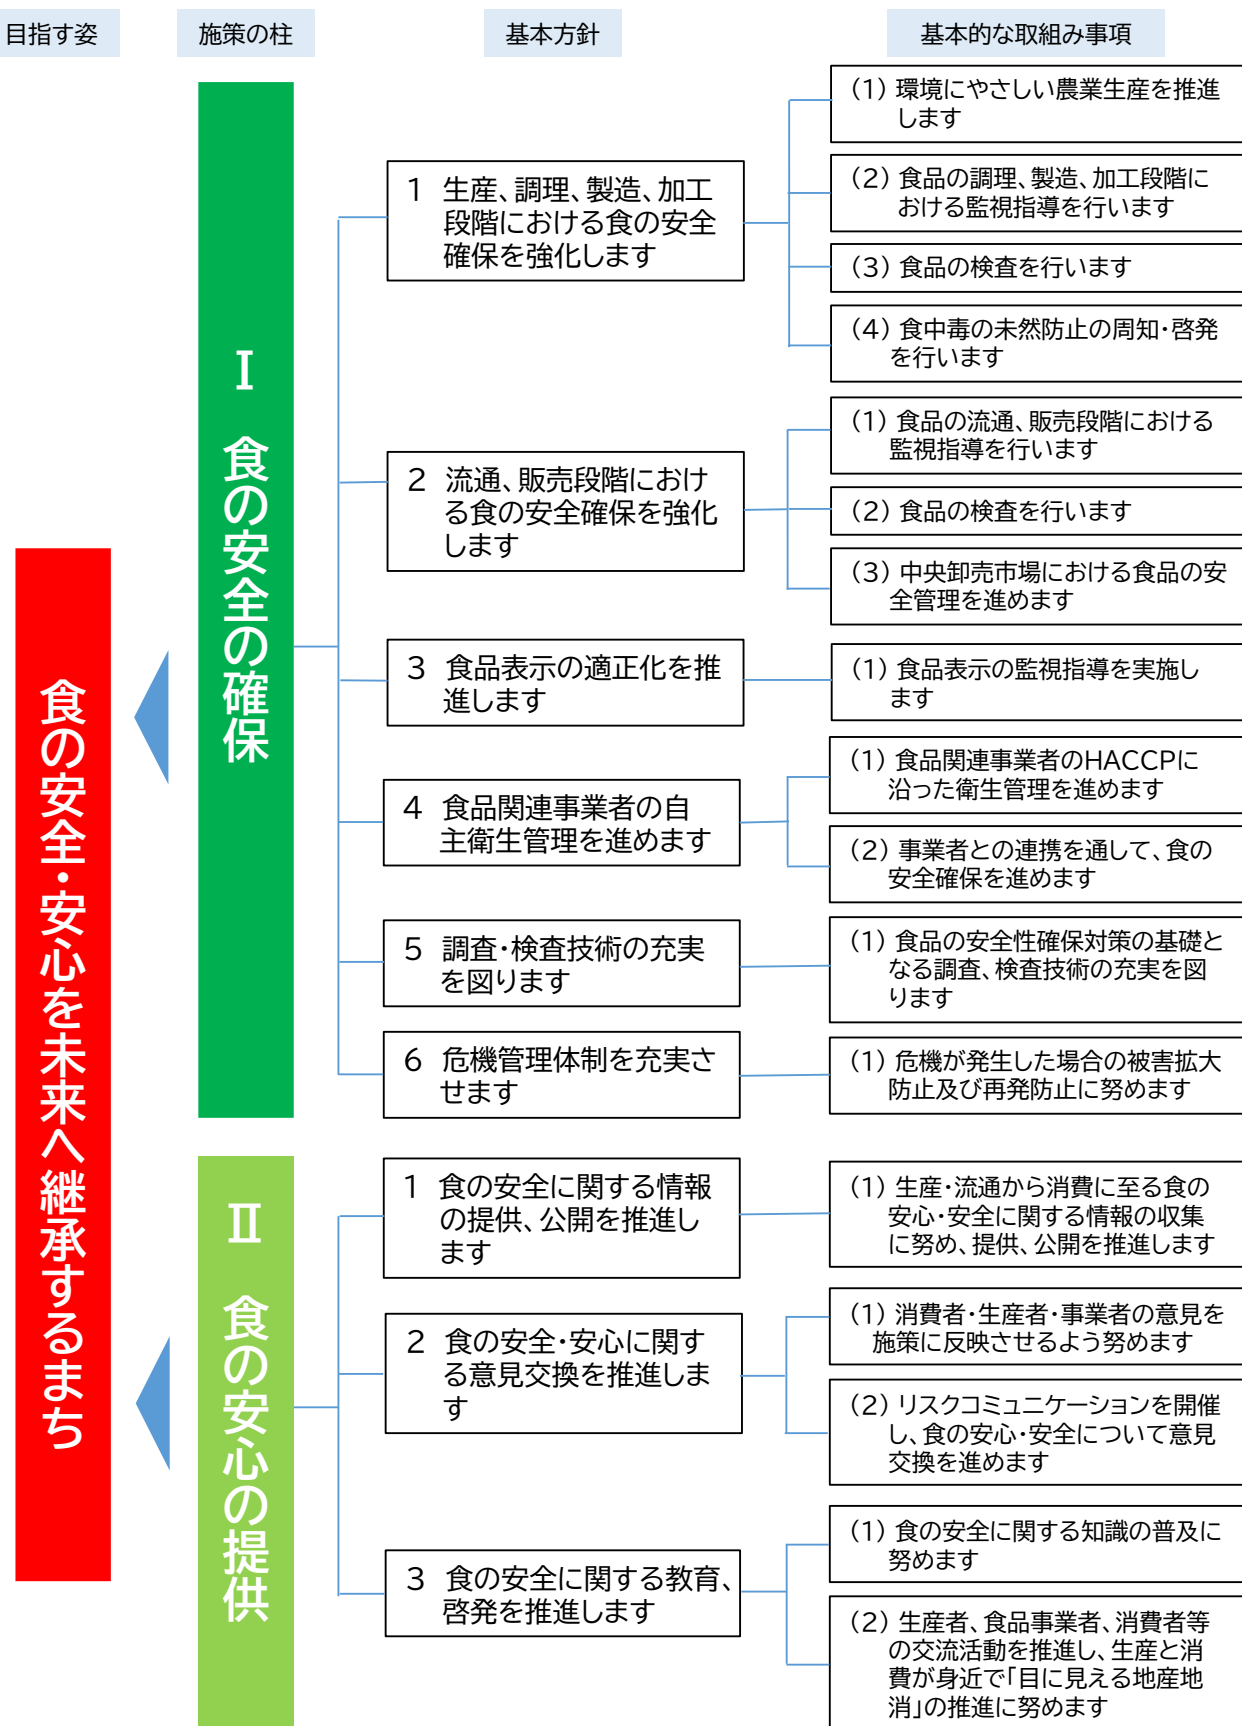 目指す姿
施策の柱
基本方針
基本的な取組み事項
食の安全・安心を未来へ継承するまち
Ⅰ 食の安全の確保
1 生産、調理、製造、加工
段階における食の安全
確保を強化します
(1) 環境にやさしい農業生産を推進
します
(2) 食品の調理、製造、加工段階に
おける監視指導を行います
(3) 食品の検査を行います
(4) 食中毒の未然防止の周知・啓発
を行います
2 流通、販売段階におけ
る食の安全確保を強化
します
(1) 食品の流通、販売段階における
監視指導を行います
(2) 食品の検査を行います
(3) 中央卸売市場における食品の安
全管理を進めます
3 食品表示の適正化を推
進します
(1) 食品表示の監視指導を実施し
ます
4 食品関連事業者の自
主衛生管理を進めます
(1) 食品関連事業者のHACCPに
沿った衛生管理を進めます
(2) 事業者との連携を通して、食の
安全確保を進めます
5 調査・検査技術の充実
を図ります
(1) 食品の安全性確保対策の基礎と
なる調査、検査技術の充実を図
ります
6 危機管理体制を充実さ
せます
(1) 危機が発生した場合の被害拡大
防止及び再発防止に努めます
Ⅱ 食の安心の提供
1 食の安全に関する情報
の提供、公開を推進し
ます
(1) 生産・流通から消費に至る食の
安心・安全に関する情報の収集
に努め、提供、公開を推進します
2 食の安全・安心に関す
る意見交換を推進しま
す
(1) 消費者・生産者・事業者の意見を
施策に反映させるよう努めます
(2) リスクコミュニケーションを開催
し、食の安心・安全について意見
交換を進めます
3 食の安全に関する教育、
啓発を推進します
(1) 食の安全に関する知識の普及に
努めます
(2) 生産者、食品事業者、消費者等
の交流活動を推進し、生産と消
費が身近で「目に見える地産地
消」の推進に努めます